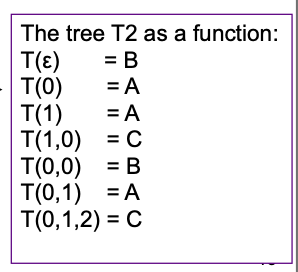 The tree T2 as a function:
T(ε) = B
T(0) = A
T(1) = A
T(1,0) = C
T(0,0) = B
T(0,1) = A
T(0,1,2) = C